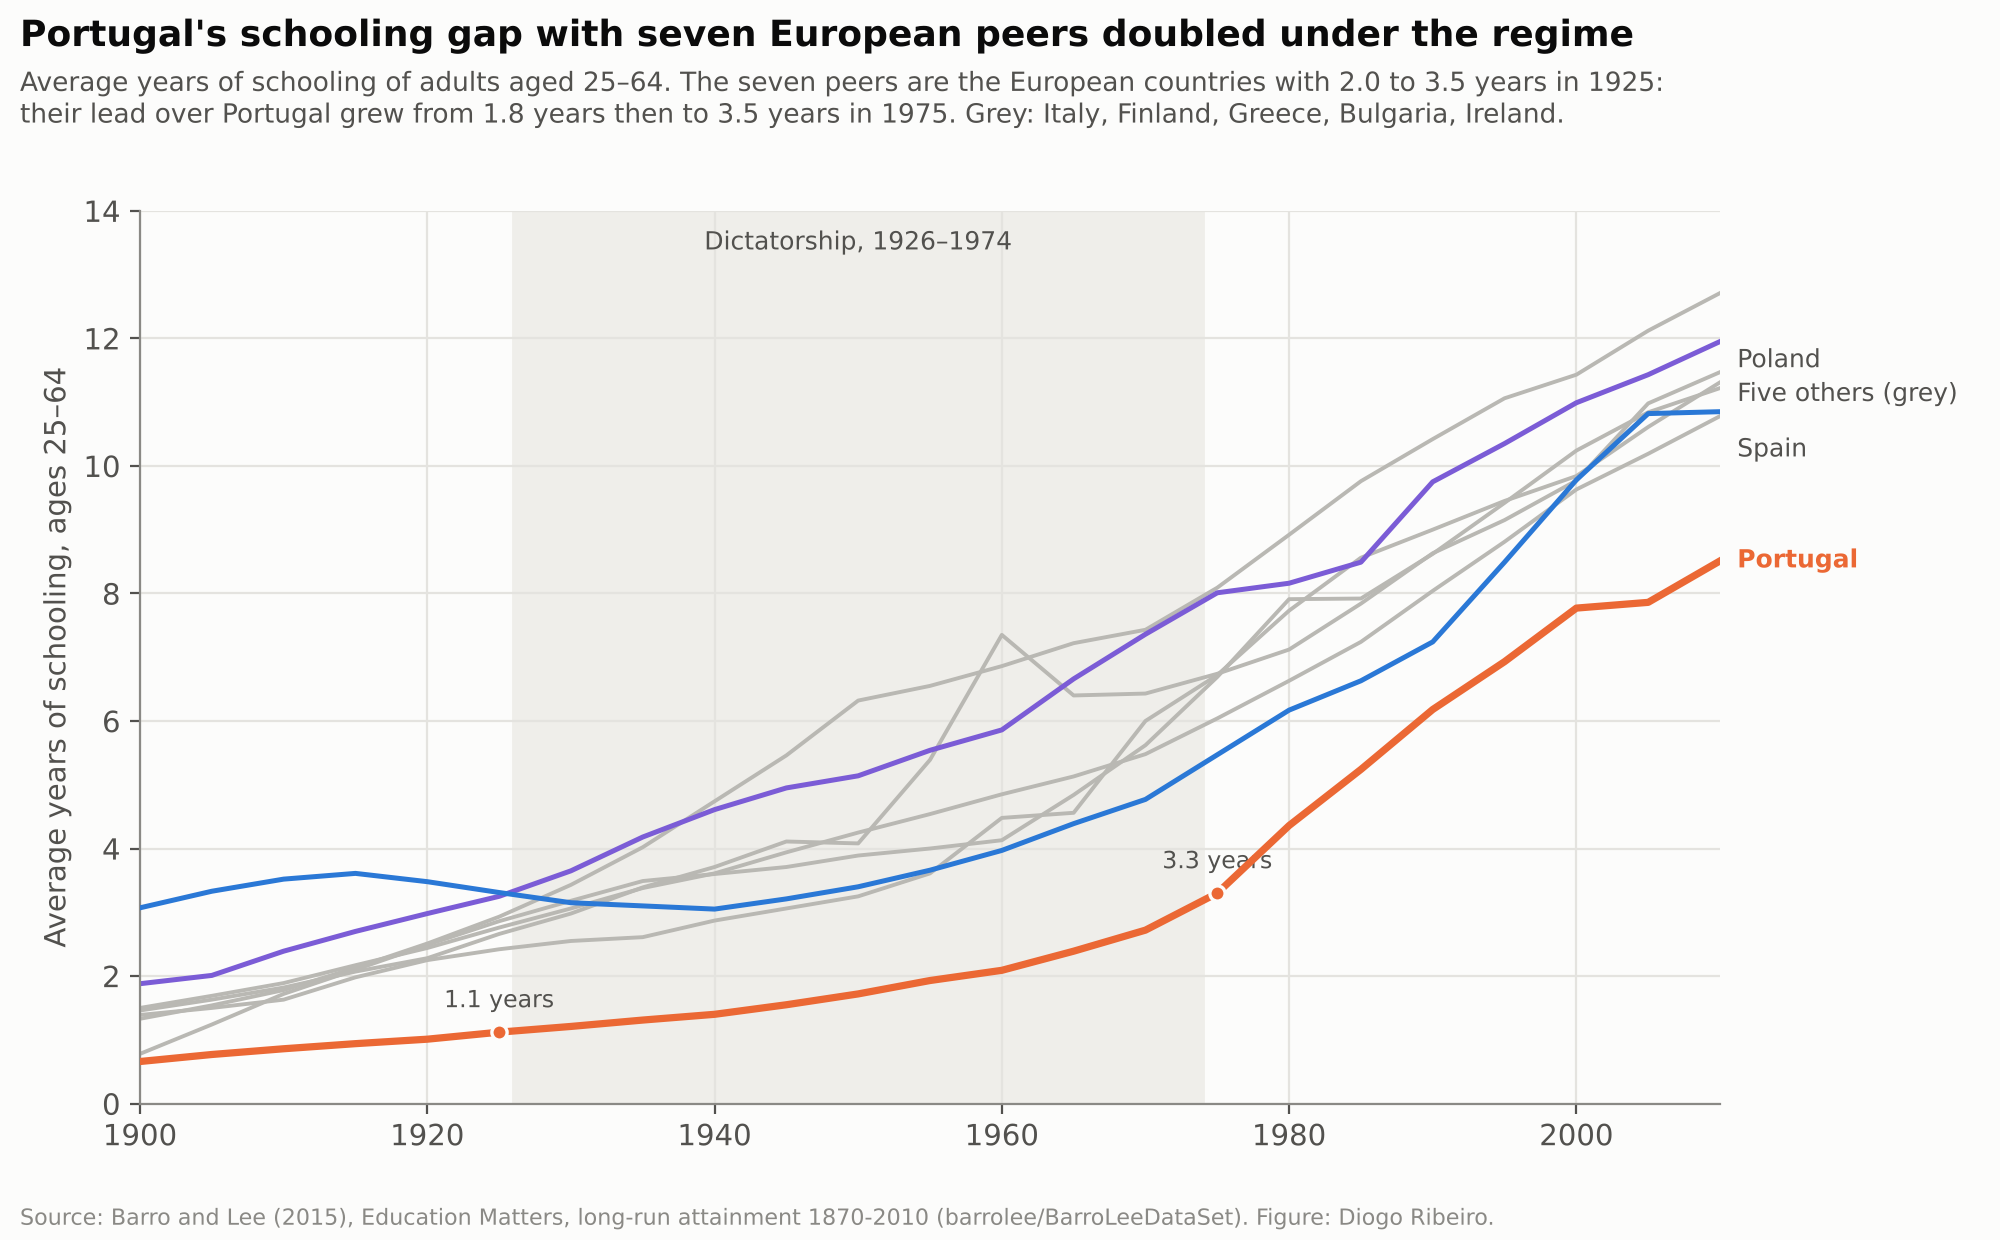 Portugal's schooling gap with seven European peers doubled under the regime
Average years of schooling of adults aged 25–64. The seven peers are the European countries with 2.0 to 3.5 years in 1925:
their lead over Portugal grew from 1.8 years then to 3.5 years in 1975. Grey: Italy, Finland, Greece, Bulgaria, Ireland.
Average years of schooling, ages 25–64
14
12
10
8
6
4
2
0
Dictatorship, 1926–1974
Poland
Five others (grey)
Spain
Portugal
3.3 years
1.1 years
1900
1920
1940
1960
1980
2000
Source: Barro and Lee (2015), Education Matters, long-run attainment 1870-2010 (barrolee/BarroLeeDataSet). Figure: Diogo Ribeiro.